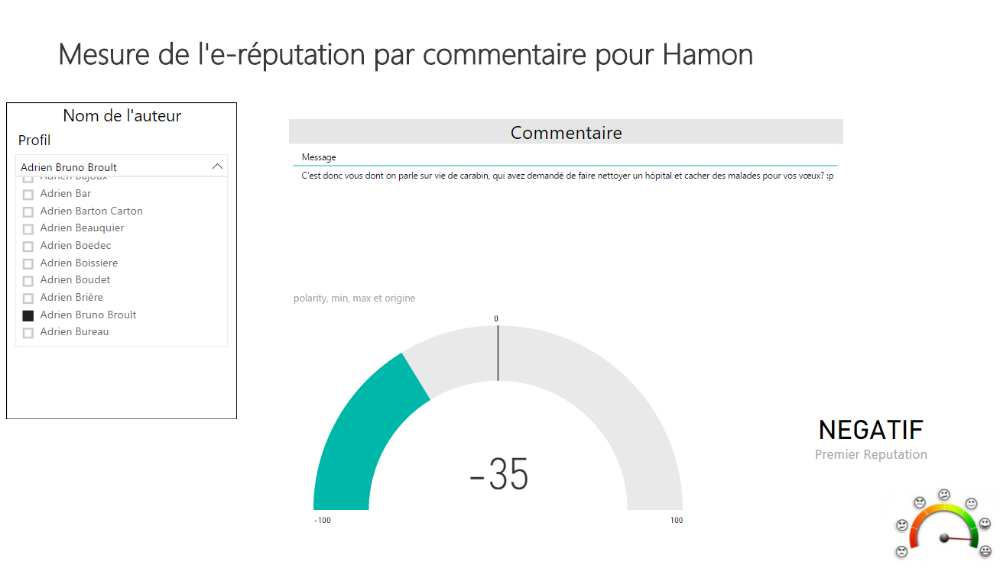 Mesure de l'e-réputation par commentaire pour Hamon
Nom de l'auteur
Profil
Adrien Bruno Broult
Adrien Bajoux
Adrien Bar
Adrien Barton Carton
Adrien Beauquier
Adrien Boedec
Adrien Boissiere
Adrien Boudet
Adrien Brière
Adrien Bruno Broult
Adrien Bureau
Commentaire
Message
C'est donc vous dont on parle sur vie de carabin, qui avez demandé de faire nettoyer un hôpital et cacher des malades pour vos vœux? :p
polarity, min, max et origine
0
-35
-100
100
NEGATIF
Premier Reputation